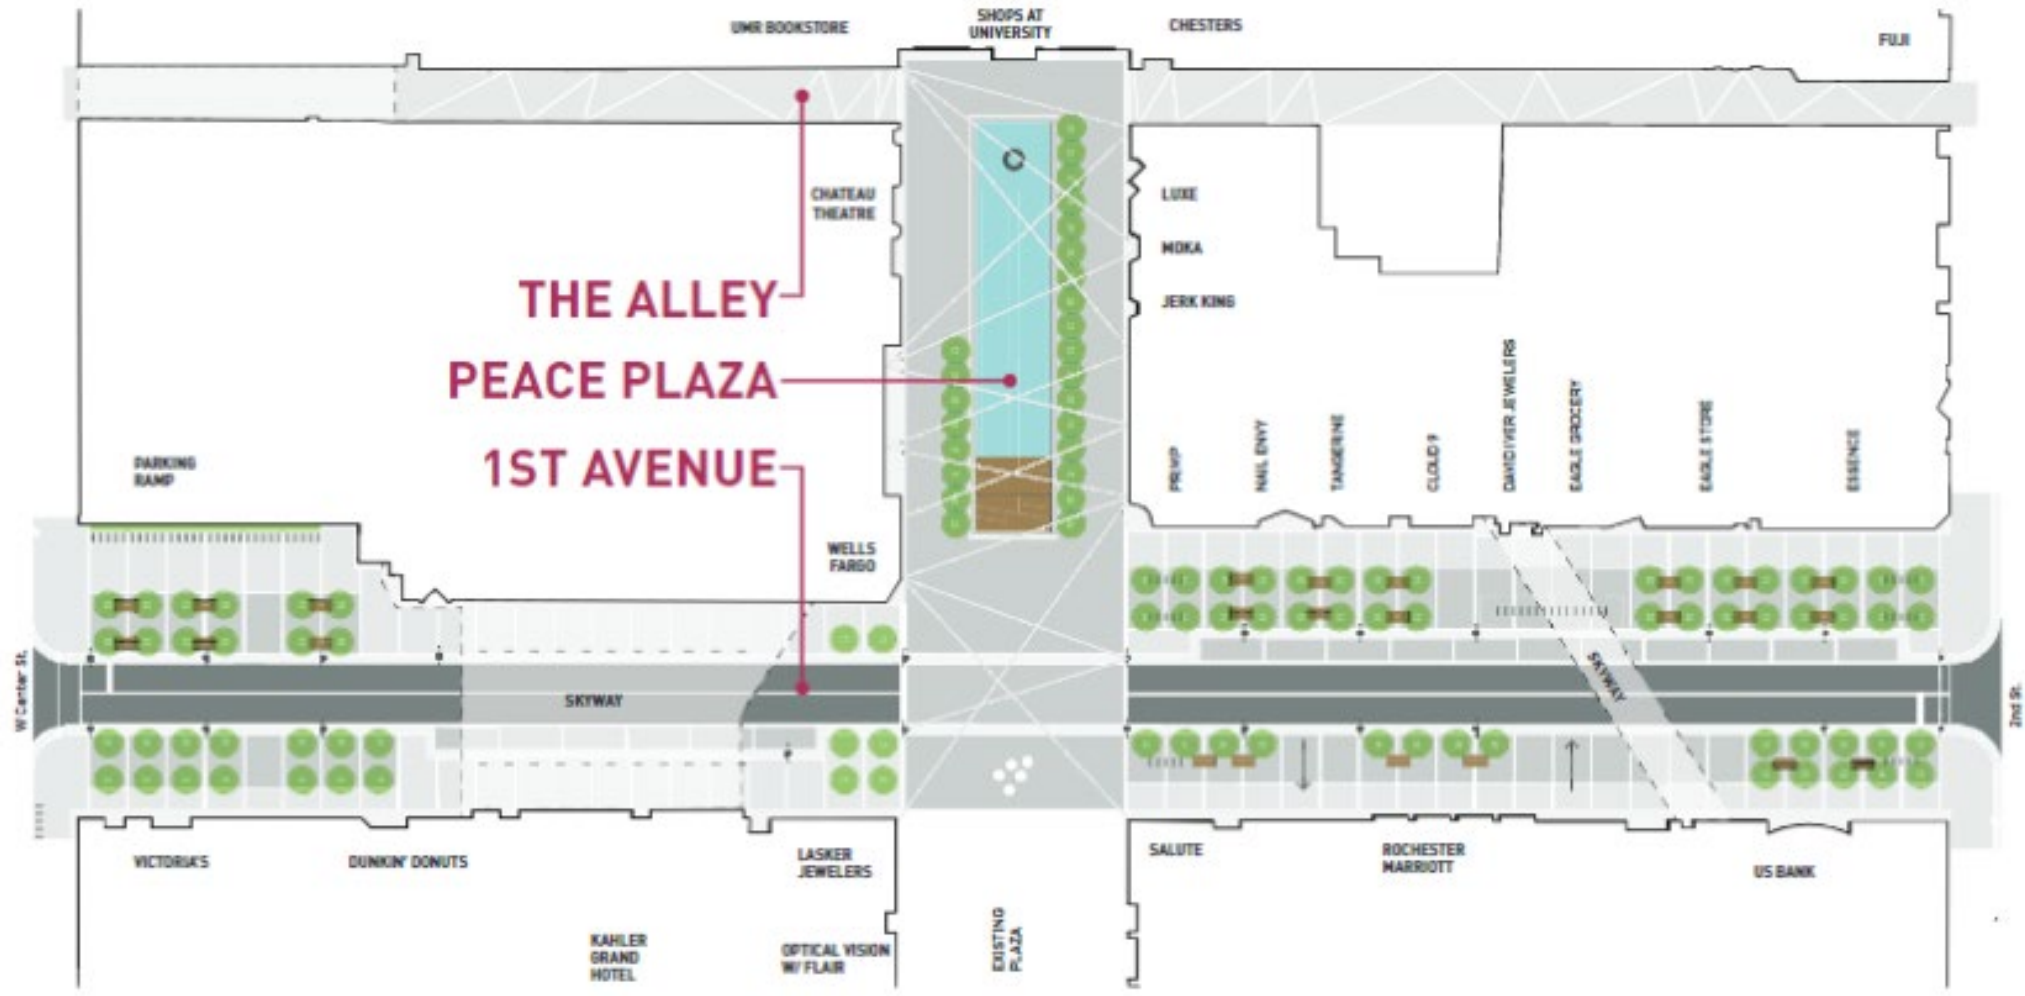 UMR BOOKSTORE
SHOPS AT
UNIVERSITY
CHESTERS
FUJI
CHATEAU
THEATRE
LUXE
MOKA
JERK KING
THE ALLEY
PEACE PLAZA
1ST AVENUE
PARKING
RAMP
WELLS
FARGO
PRIMP
NAIL ENVY
TANGERINE
CLOUD 9
DAVID IVER JEWELERS
EAGLE GROCERY
EAGLE STORE
ESSENCE
W Center St.
SKYWAY
SKYWAY
2nd St.
VICTORIA'S
DUNKIN' DONUTS
LASKER
JEWELERS
SALUTE
ROCHESTER
MARRIOTT
US BANK
KAHLER
GRAND
HOTEL
OPTICAL VISION
W/ FLAIR
EXISTING
PLAZA